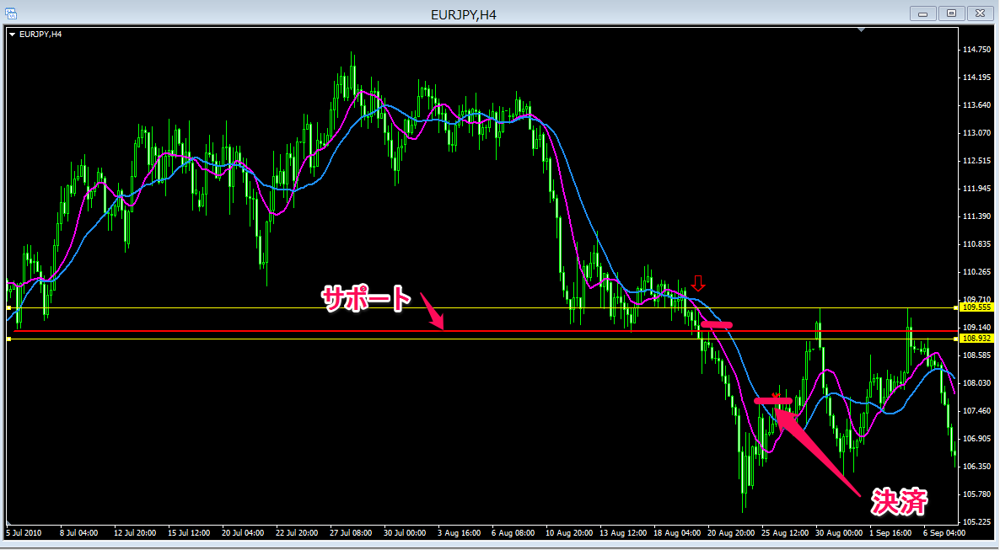 EURJPY,H4
EURJPY,H4
114.750
114.195
113.640
113.070
112.515
111.945
111.390
110.835
110.265
109.710
109.555
109.140
108.932
108.585
108.030
107.460
106.905
106.350
105.780
105.225
サポート
決済
5 Jul 2010
8 Jul 04:00
12 Jul 20:00
15 Jul 12:00
20 Jul 04:00
22 Jul 20:00
27 Jul 08:00
30 Jul 00:00
3 Aug 16:00
6 Aug 08:00
10 Aug 20:00
13 Aug 12:00
18 Aug 04:00
20 Aug 20:00
25 Aug 12:00
30 Aug 00:00
1 Sep 16:00
6 Sep 04:00